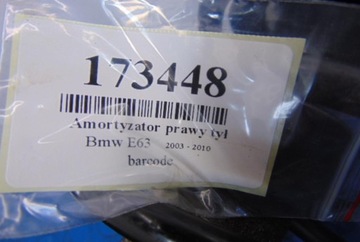 173448
Amortyzator prawy tył
Bmw E63 2003 - 2010
barcode